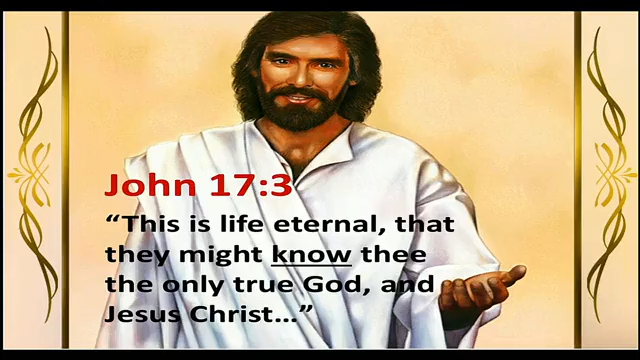 John 17:3
“This is life eternal, that
they might know thee
the only true God, and
Jesus Christ...”